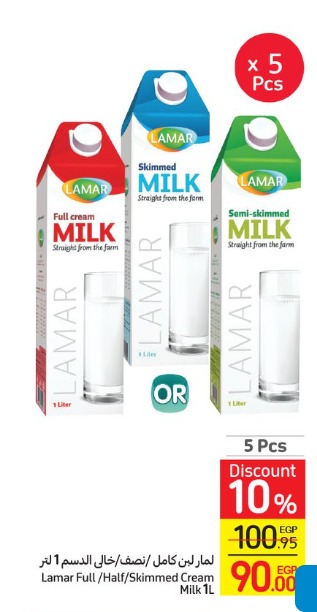 x 5
Pcs
LAMAR
Skimmed
MILK
Straight from the farm
LAMAR
1 Liter
LAMAR
Full cream
MILK
Straight from the farm
LAMAR
1 Liter
LAMAR
Semi-skimmed
MILK
Straight from the farm
LAMAR
1 Liter
OR
5 Pcs
Discount
10%
EGP
100.95
EGP
90.00
لمار لبن كامل /نصف/خالى الدسم 1 لتر
Lamar Full /Half/Skimmed Cream
Milk 1L